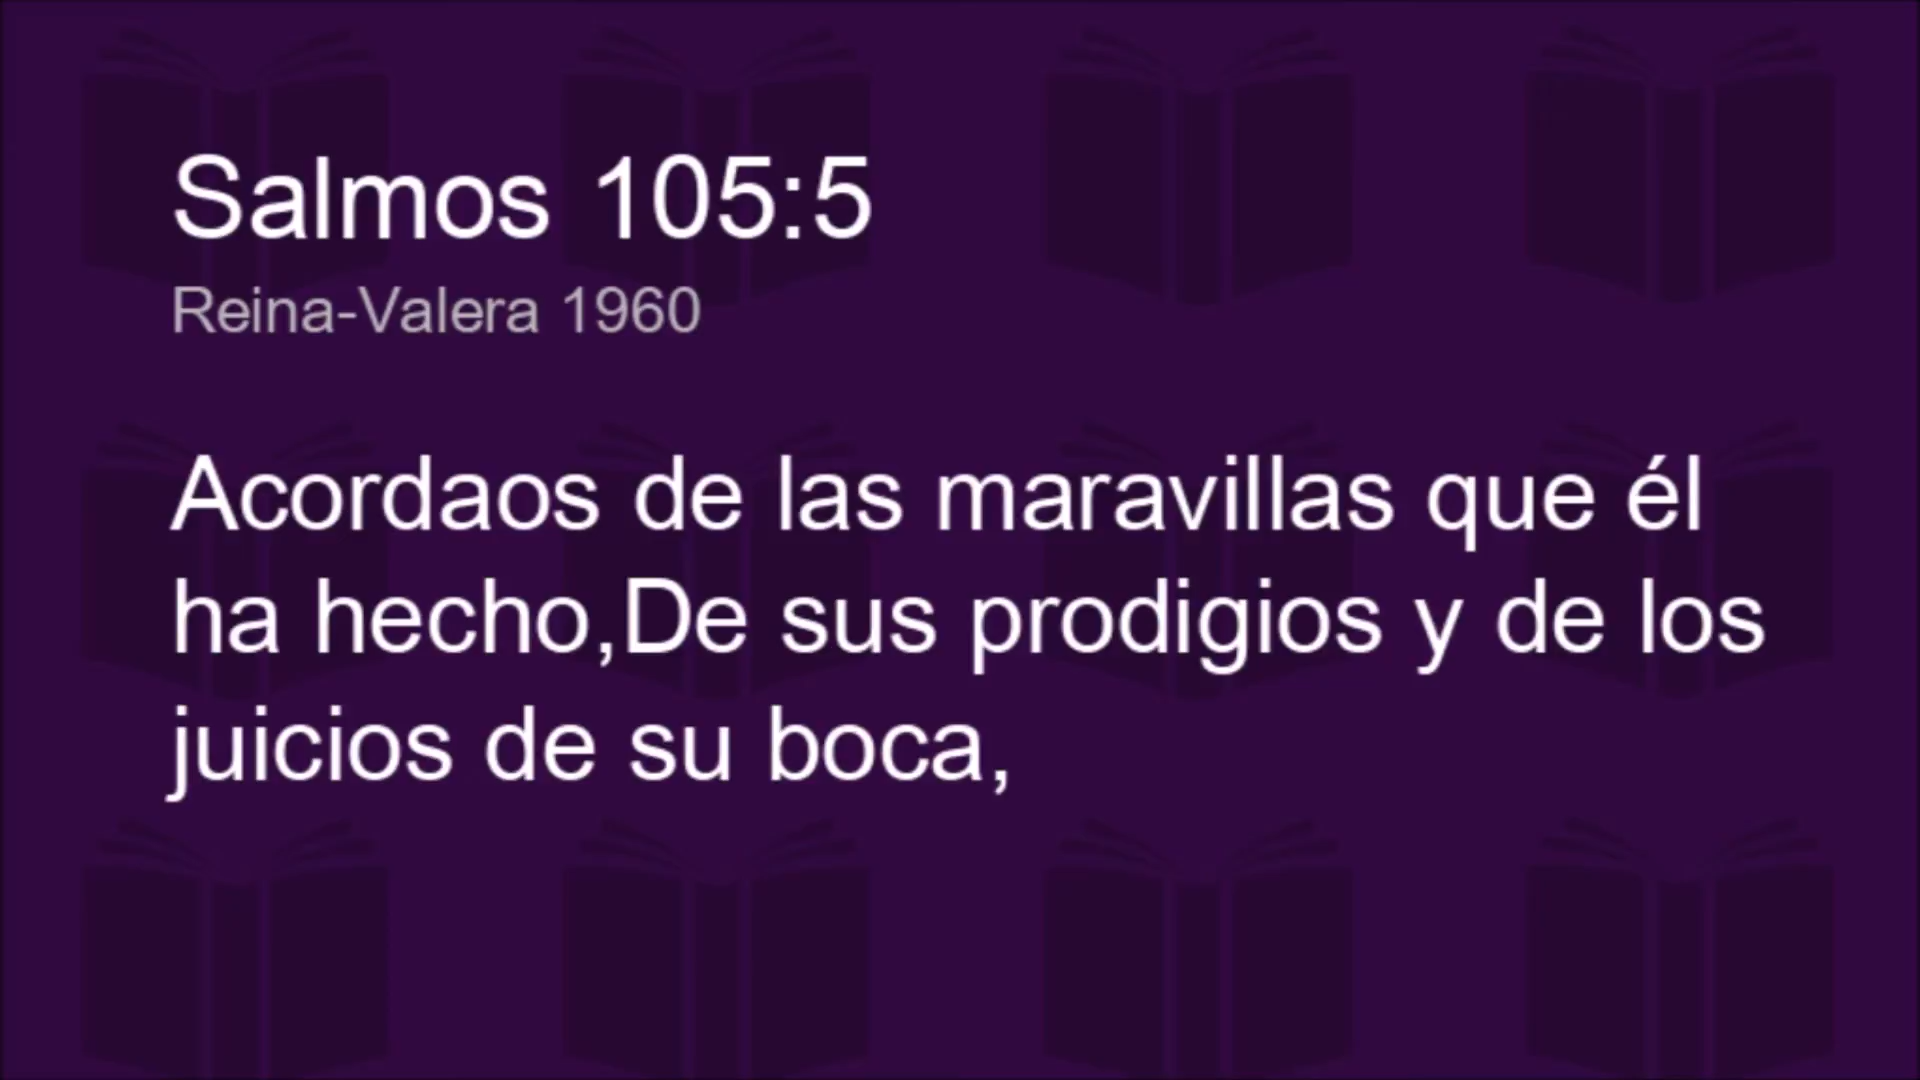 Salmos 105:5
Reina-Valera 1960
Acordaos de las maravillas que él
ha hecho,De sus prodigios y de los
juicios de su boca,